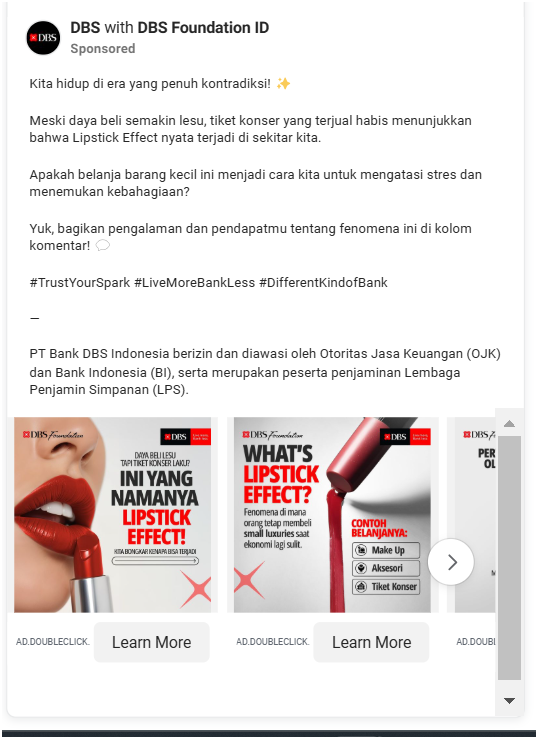 DBS with DBS Foundation ID
Sponsored
Kita hidup di era yang penuh kontradiksi! ✨
Meski daya beli semakin lesu, tiket konser yang terjual habis menunjukkan
bahwa Lipstick Effect nyata terjadi di sekitar kita.
Apakah belanja barang kecil ini menjadi cara kita untuk mengatasi stres dan
menemukan kebahagiaan?
Yuk, bagikan pengalaman dan pendapatmu tentang fenomena ini di kolom
komentar! 💭
#TrustYourSpark #LiveMoreBankLess #DifferentKindofBank
—
PT Bank DBS Indonesia berizin dan diawasi oleh Otoritas Jasa Keuangan (OJK)
dan Bank Indonesia (BI), serta merupakan peserta penjaminan Lembaga
Penjamin Simpanan (LPS).
DBS Foundation
DBS
DAYA BELI LESU
TAPI TIKET KONSER LAKU?
INI YANG
NAMANYA
LIPSTICK
EFFECT!
KITA BONGKAR KENAPA BISA TERJADI
AD.DOUBLECLICK.
Learn More
DBS Foundation
DBS
WHAT'S
LIPSTICK
EFFECT?
Fenomena di mana
orang tetap membeli
small luxuries saat
ekonomi lagi sulit.
CONTOH
BELANJANYA:
Make Up
Aksesori
Tiket Konser
AD.DOUBLECLICK.
Learn More
DBS
PER
OL
AD.DOUBL